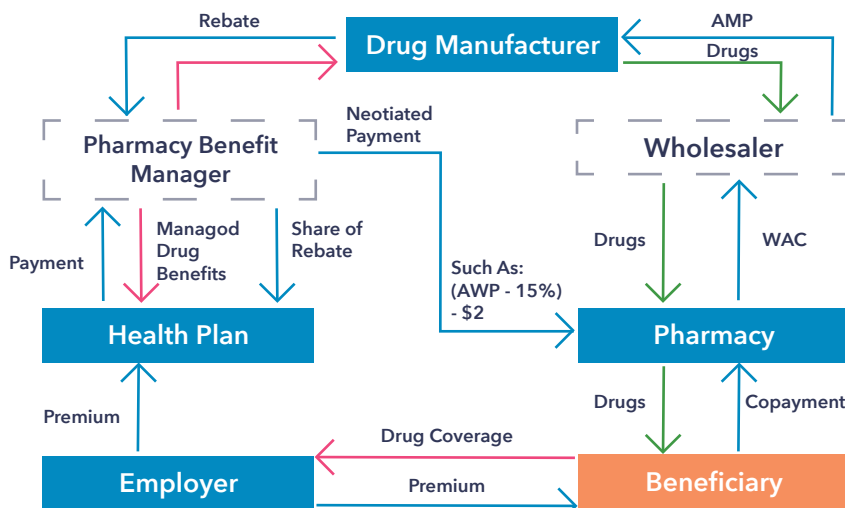 Rebate
AMP
Drug Manufacturer
Drugs
Neotiated
Payment
Pharmacy Benefit
Manager
Wholesaler
Payment
Managod
Drug
Benefits
Share of
Rebate
Drugs
WAC
Such As:
(AWP - 15%)
- $2
Health Plan
Pharmacy
Premium
Drugs
Copayment
Drug Coverage
Employer
Premium
Beneficiary